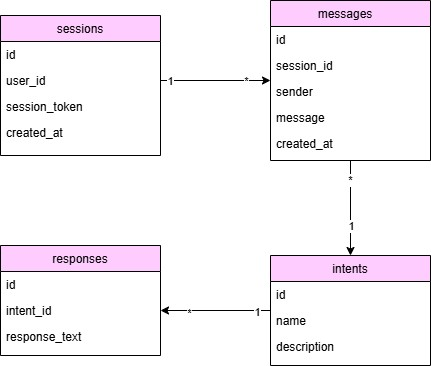 sessions
id
user_id
session_token
created_at
1
*
messages
id
session_id
sender
message
created_at
*
1
responses
id
intent_id
response_text
*
1
intents
id
name
description